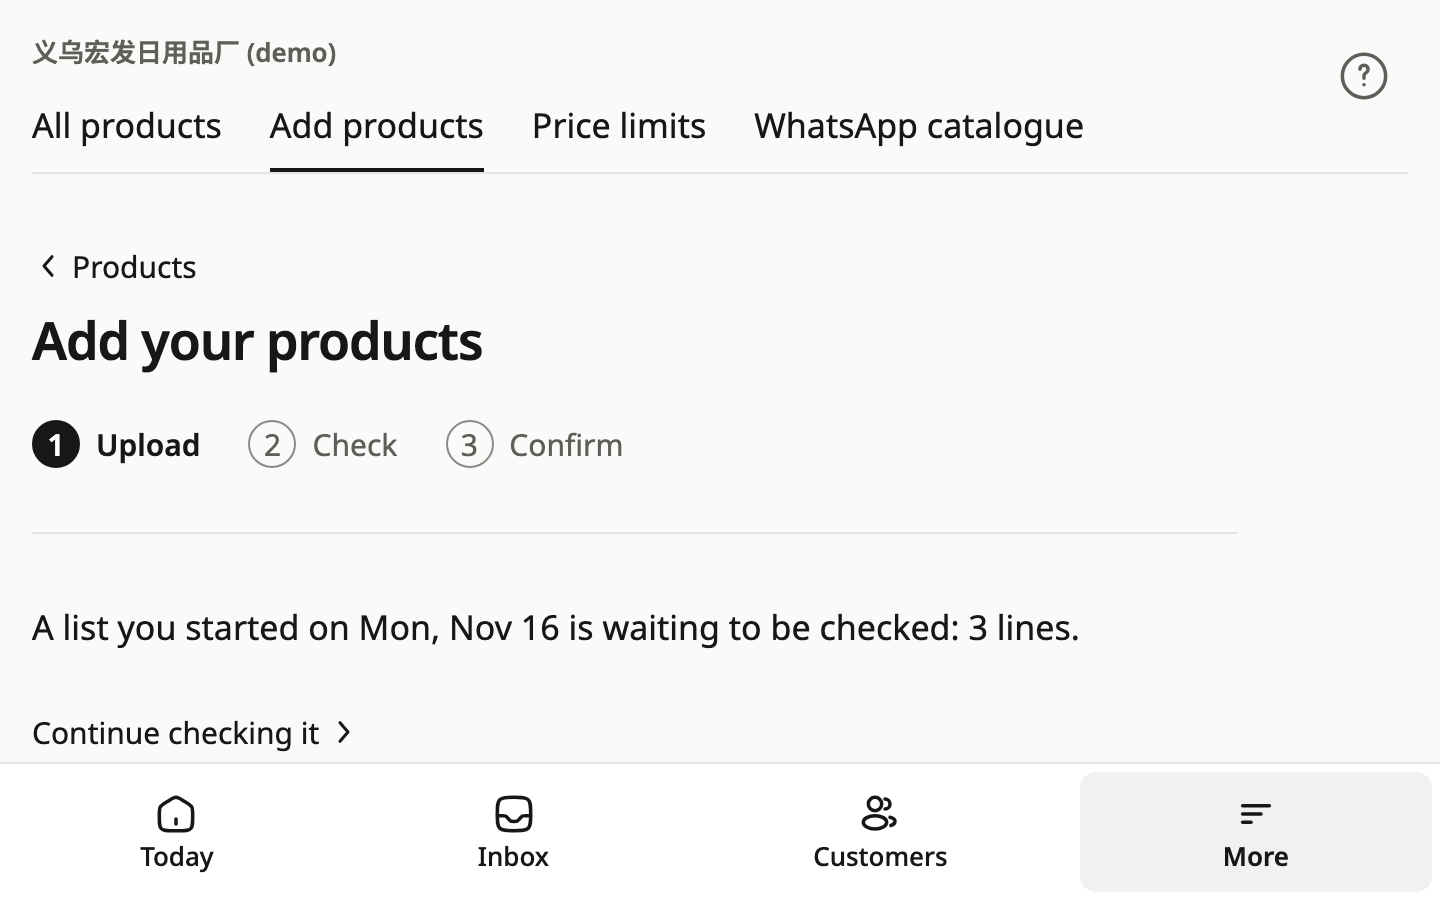 义乌宏发日用品厂 (demo)
?
All products Add products Price limits WhatsApp catalogue
Products
Add your products
1 Upload 2 Check 3 Confirm
A list you started on Mon, Nov 16 is waiting to be checked: 3 lines.
Continue checking it
Today Inbox Customers More